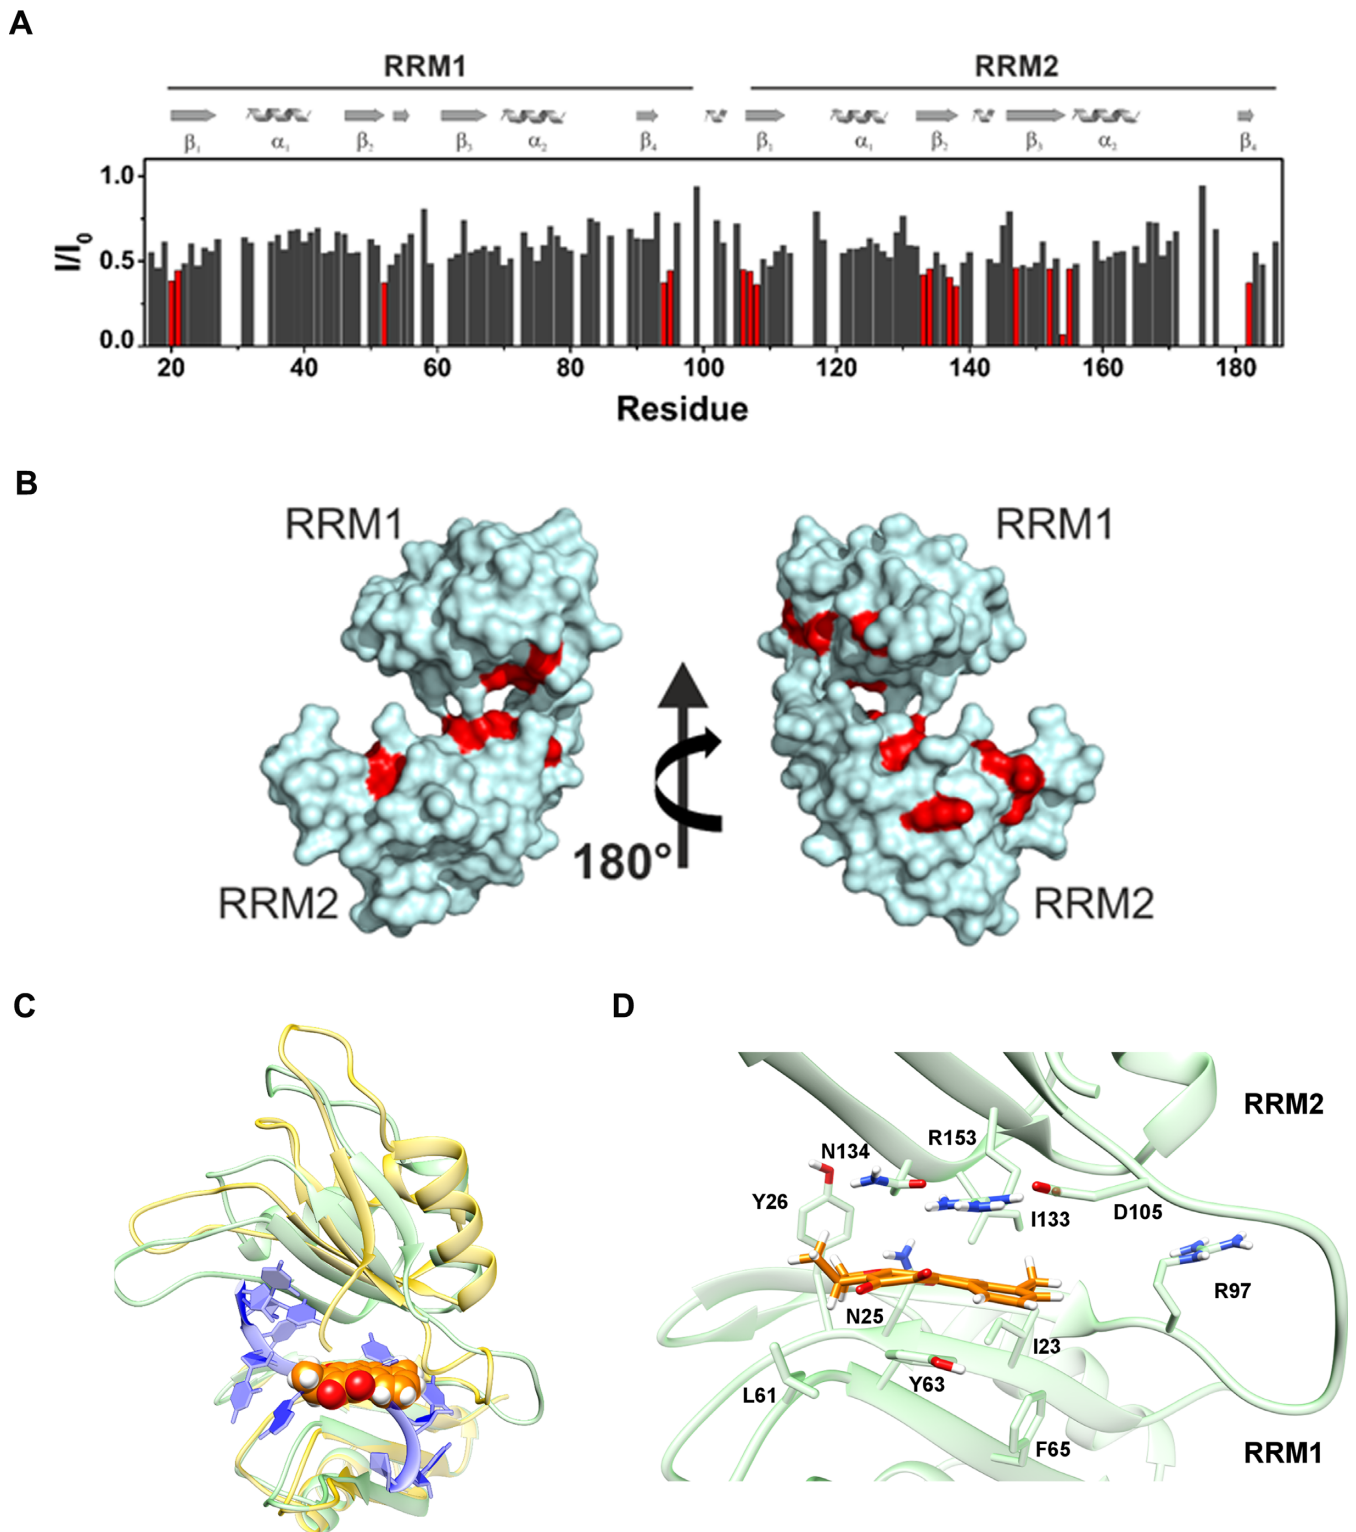 A
RRM1 RRM2
β1 α1 β2 β3 α2 β4 β1 α1 β2 β3 α2 β4
1.0
0.5
0.0
I/I0
20 40 60 80 100 120 140 160 180
Residue
B
RRM1 RRM1
180°
RRM2 RRM2
C D
RRM2
R153
N134
Y26
I133 D105
R97
N25
I23
Y63
L61
F65
RRM1